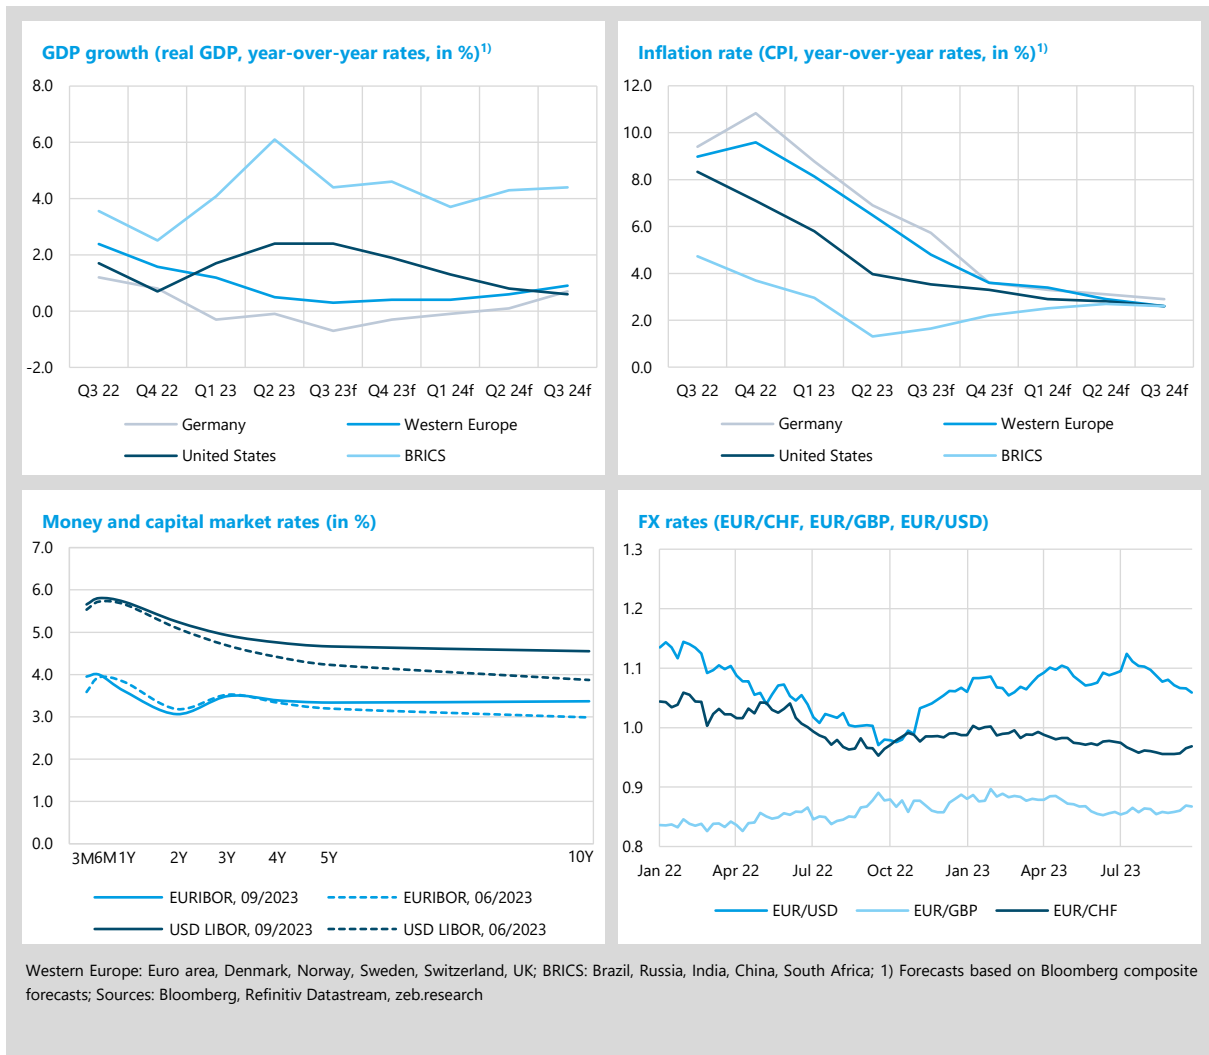 GDP growth (real GDP, year-over-year rates, in %)1)
8.0
6.0
4.0
2.0
0.0
-2.0
Q3 22 Q4 22 Q1 23 Q2 23 Q3 23f Q4 23f Q1 24f Q2 24f Q3 24f
Germany Western Europe
United States BRICS
Inflation rate (CPI, year-over-year rates, in %)1)
12.0
10.0
8.0
6.0
4.0
2.0
0.0
Q3 22 Q4 22 Q1 23 Q2 23 Q3 23f Q4 23f Q1 24f Q2 24f Q3 24f
Germany Western Europe
United States BRICS
Money and capital market rates (in %)
7.0
6.0
5.0
4.0
3.0
2.0
1.0
0.0
3M 6M 1Y 2Y 3Y 4Y 5Y 10Y
EURIBOR, 09/2023 EURIBOR, 06/2023
USD LIBOR, 09/2023 USD LIBOR, 06/2023
FX rates (EUR/CHF, EUR/GBP, EUR/USD)
1.3
1.2
1.1
1.0
0.9
0.8
Jan 22 Apr 22 Jul 22 Oct 22 Jan 23 Apr 23 Jul 23
EUR/USD EUR/GBP EUR/CHF
Western Europe: Euro area, Denmark, Norway, Sweden, Switzerland, UK; BRICS: Brazil, Russia, India, China, South Africa; 1) Forecasts based on Bloomberg composite
forecasts; Sources: Bloomberg, Refinitiv Datastream, zeb.research